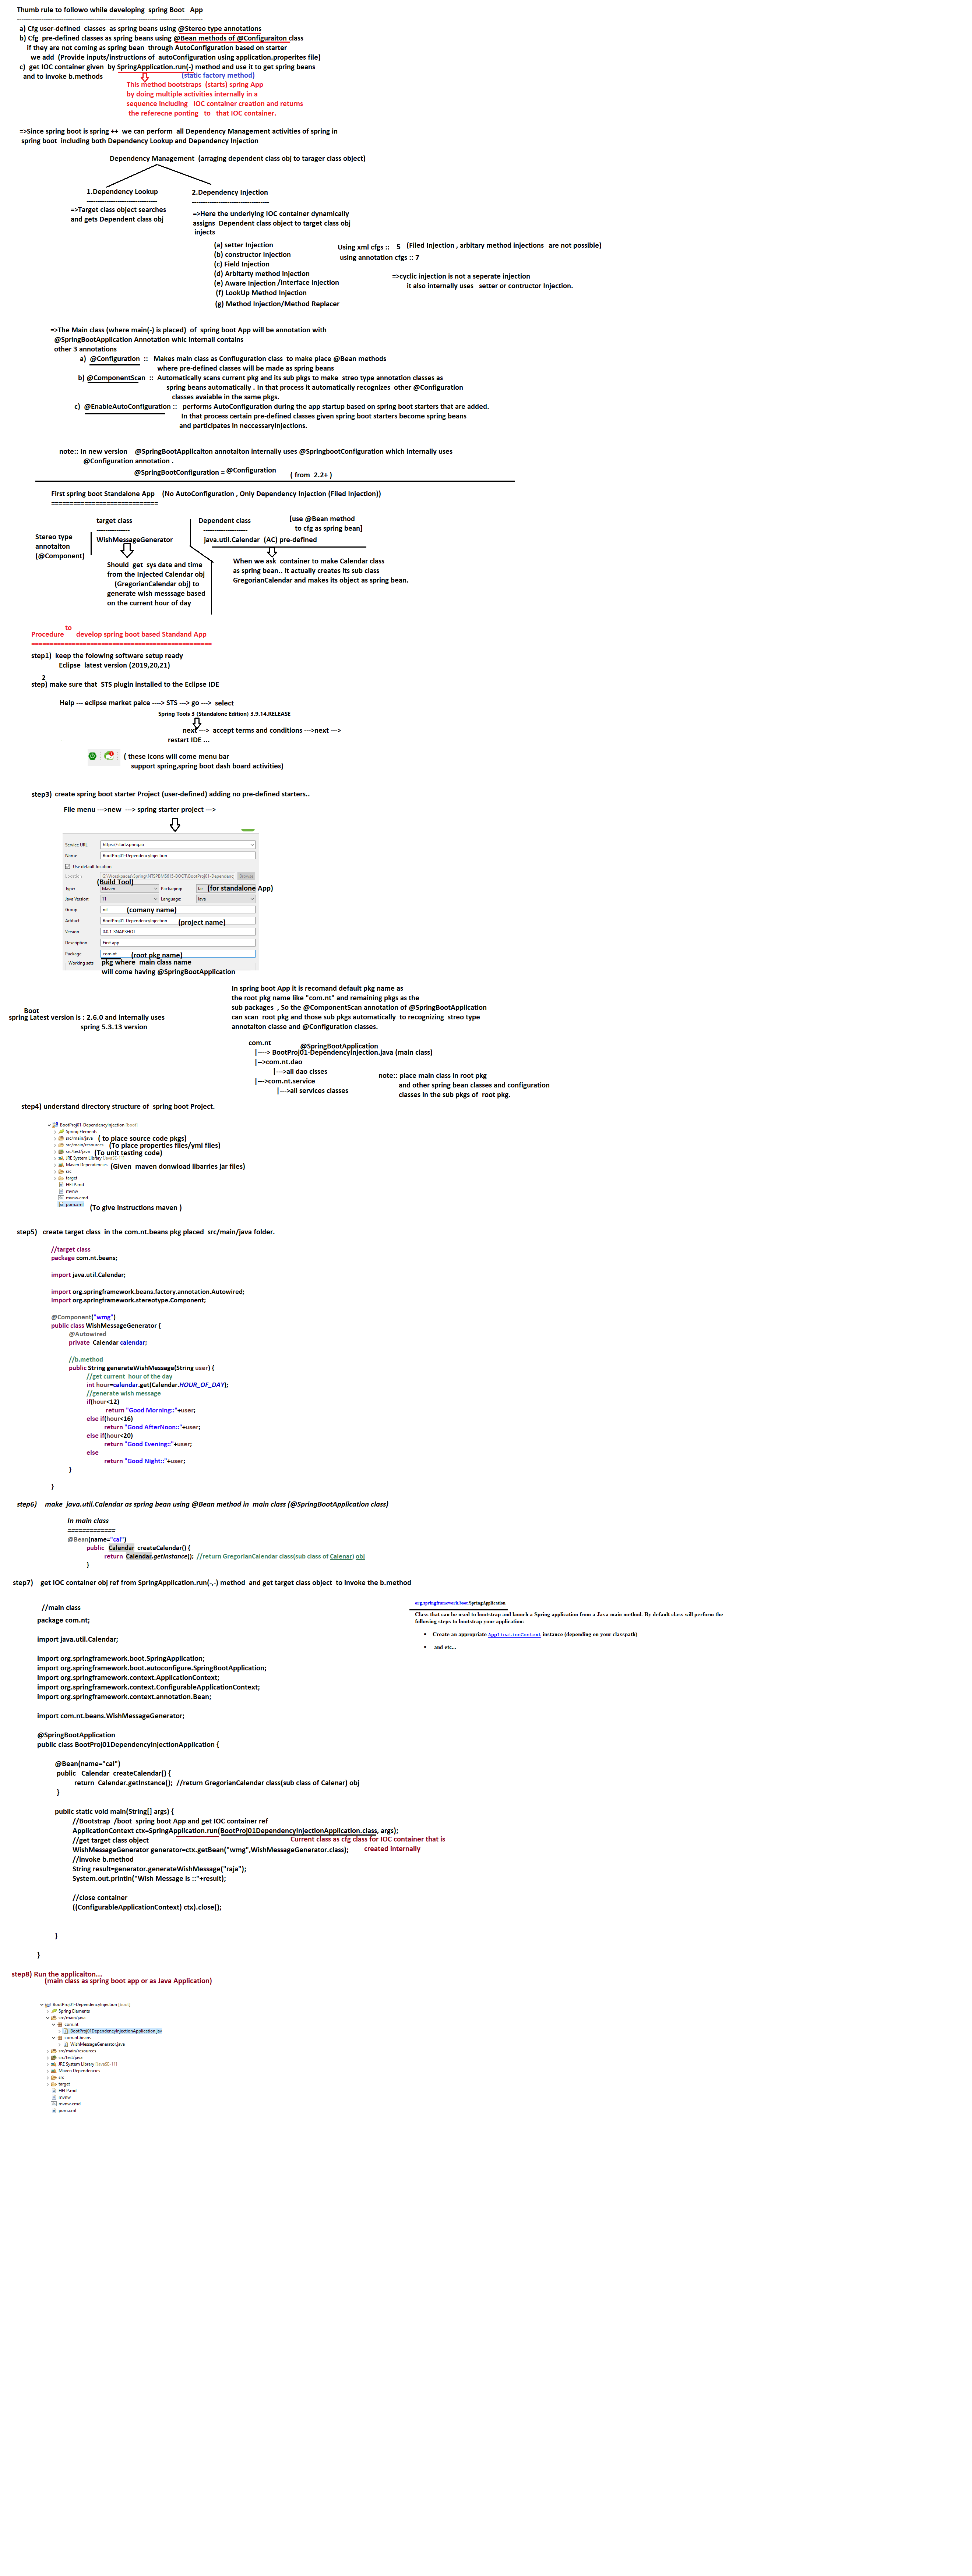 Thumb rule to followo while developing  spring Boot   App
--------------------------------------------------------------------------------
a) Cfg user-defined  classes  as spring beans using @Stereo type annotations
b) Cfg  pre-defined classes as spring beans using @Bean methods of @Configuraiton class
if they are not coming as spring bean  through AutoConfiguration based on starter
we add  (Provide inputs/instructions of  autoConfiguration using application.properites file)
c)  get IOC container given  by SpringApplication.run(-) method and use it to get spring beans
and to invoke b.methods
(static factory method)
This method bootstraps  (starts) spring App
by doing multiple activities internally in a
sequence including   IOC container creation and returns
the referecne ponting   to   that IOC container.
=>Since spring boot is spring ++  we can perform  all Dependency Management activities of spring in
spring boot  including both Dependency Lookup and Dependency Injection
Dependency Management  (arraging dependent class obj to tarager class object)
1.Dependency Lookup
-------------------------------
=>Target class object searches
and gets Dependent class obj
2.Dependency Injection
----------------------------------
=>Here the underlying IOC container dynamically
assigns  Dependent class object to target class obj
injects
(a) setter Injection
(b) constructor Injection
(c) Field Injection
(d) Arbitarty method injection
(e) Aware Injection /Interface injection
(f) LookUp Method Injection
(g) Method Injection/Method Replacer
Using xml cfgs ::   5   (Filed Injection , arbitary method injections   are not possible)
using annotation cfgs :: 7
=>cyclic injection is not a seperate injection
it also internally uses   setter or contructor Injection.
=>The Main class (where main(-) is placed)  of  spring boot App will be annotation with
@SpringBootApplication Annotation whic internall contains
other 3 annotations
a)  @Configuration  ::   Makes main class as Confiuguration class  to make place @Bean methods
where pre-defined classes will be made as spring beans
b) @ComponentScan  ::  Automatically scans current pkg and its sub pkgs to make  streo type annotation classes as
spring beans automatically . In that process it automatically recognizes  other @Configuration
classes avaiable in the same pkgs.
c)  @EnableAutoConfiguration ::   performs AutoConfiguration during the app startup based on spring boot starters that are added.
In that process certain pre-defined classes given spring boot starters become spring beans
and participates in neccessaryInjections.
note:: In new version    @SpringBootApplicaiton annotaiton internally uses @SpringbootConfiguration which internally uses
@Configuration annotation .
@SpringBootConfiguration = @Configuration      ( from  2.2+ )
First spring boot Standalone App    (No AutoConfiguration , Only Dependency Injection (Filed Injection))
=============================
Stereo type
annotaiton
(@Component)
target class
---------------
WishMessageGenerator
Should  get  sys date and time
from the Injected Calendar obj
(GregorianCalendar obj) to
generate wish messsage based
on the current hour of day
Dependent class
--------------------
java.util.Calendar  (AC) pre-defined
[use @Bean method
to cfg as spring bean]
When we ask  container to make Calendar class
as spring bean.. it actually creates its sub class
GregorianCalendar and makes its object as spring bean.
Procedure   to   develop spring boot based Standand App
=================================================
step1)  keep the folowing software setup ready
Eclipse  latest version (2019,20,21)
2
step) make sure that  STS plugin installed to the Eclipse IDE
Help --- eclipse market palce ----> STS ---> go --->  select
Spring Tools 3 (Standalone Edition) 3.9.14.RELEASE
next --->  accept terms and conditions --->next --->
restart IDE ...
( these icons will come menu bar
support spring,spring boot dash board activities)
step3)  create spring boot starter Project (user-defined) adding no pre-defined starters..
File menu --->new  ---> spring starter project --->
Service URL   https://start.spring.io
Name   BootProj01-DependencyInjection
Use default location
Location   Browse
(Build Tool)
Type:   Maven   Packaging:   Jar   (for standalone App)
Java Version:   11   Language:   Java
Group   nit   (comany name)
Artifact   BootProj01-DependencyInjection   (project name)
Version   0.0.1-SNAPSHOT
Description   First app
Package   com.nt   (root pkg name)
Working sets   pkg where  main class name
will come having @SpringBootApplication
Boot
spring Latest version is : 2.6.0 and internally uses
spring 5.3.13 version
In spring boot App it is recomand default pkg name as
the root pkg name like "com.nt" and remaining pkgs as the
sub packages  , So the @ComponentScan annotation of @SpringBootApplication
can scan  root pkg and those sub pkgs automatically  to recognizing  streo type
annotaiton classe and @Configuration classes.
com.nt
@SpringBootApplication
|----> BootProj01-DependencyInjection.java (main class)
|-->com.nt.dao
|--->all dao clsses
|--->com.nt.service
|--->all services classes
note:: place main class in root pkg
and other spring bean classes and configuration
classes in the sub pkgs of  root pkg.
step4) understand directory structure of  spring boot Project.
BootProj01-DependencyInjection [boot]
Spring Elements
src/main/java   ( to place source code pkgs)
src/main/resources   (To place properties files/yml files)
src/test/java   (To unit testing code)
JRE System Library [JavaSE-11]
Maven Dependencies   (Given  maven donwload libarries jar files)
src
target
HELP.md
mvnw
mvnw.cmd
pom.xml   (To give instructions maven )
step5)   create target class  in the com.nt.beans pkg placed  src/main/java folder.
//target class
package com.nt.beans;
import java.util.Calendar;
import org.springframework.beans.factory.annotation.Autowired;
import org.springframework.stereotype.Component;
@Component("wmg")
public class WishMessageGenerator {
@Autowired
private  Calendar calendar;
//b.method
public String generateWishMessage(String user) {
//get current  hour of the day
int hour=calendar.get(Calendar.HOUR_OF_DAY);
//generate wish message
if(hour<12)
return "Good Morning::"+user;
else if(hour<16)
return "Good AfterNoon::"+user;
else if(hour<20)
return "Good Evening::"+user;
else
return "Good Night::"+user;
}
}
step6)    make  java.util.Calendar as spring bean using @Bean method in  main class (@SpringBootApplication class)
In main class
=============
@Bean(name="cal")
public   Calendar  createCalendar() {
return  Calendar.getInstance();  //return GregorianCalendar class(sub class of Calenar) obj
}
step7)    get IOC container obj ref from SpringApplication.run(-,-) method  and get target class object  to invoke the b.method
org.springframework.boot.SpringApplication
Class that can be used to bootstrap and launch a Spring application from a Java main method. By default class will perform the
following steps to bootstrap your application:
• Create an appropriate ApplicationContext instance (depending on your classpath)
• and etc...
//main class
package com.nt;
import java.util.Calendar;
import org.springframework.boot.SpringApplication;
import org.springframework.boot.autoconfigure.SpringBootApplication;
import org.springframework.context.ApplicationContext;
import org.springframework.context.ConfigurableApplicationContext;
import org.springframework.context.annotation.Bean;
import com.nt.beans.WishMessageGenerator;
@SpringBootApplication
public class BootProj01DependencyInjectionApplication {
@Bean(name="cal")
public   Calendar  createCalendar() {
return  Calendar.getInstance();  //return GregorianCalendar class(sub class of Calenar) obj
}
public static void main(String[] args) {
//Bootstrap  /boot  spring boot App and get IOC container ref
ApplicationContext ctx=SpringApplication.run(BootProj01DependencyInjectionApplication.class, args);
//get target class object
Current class as cfg class for IOC container that is
created internally
WishMessageGenerator generator=ctx.getBean("wmg",WishMessageGenerator.class);
//invoke b.method
String result=generator.generateWishMessage("raja");
System.out.println("Wish Message is ::"+result);
//close container
((ConfigurableApplicationContext) ctx).close();
}
}
step8) Run the applicaiton...
(main class as spring boot app or as Java Application)
BootProj01-DependencyInjection [boot]
Spring Elements
src/main/java
com.nt
BootProj01DependencyInjectionApplication.jav
com.nt.beans
WishMessageGenerator.java
src/main/resources
src/test/java
JRE System Library [JavaSE-11]
Maven Dependencies
src
target
HELP.md
mvnw
mvnw.cmd
pom.xml